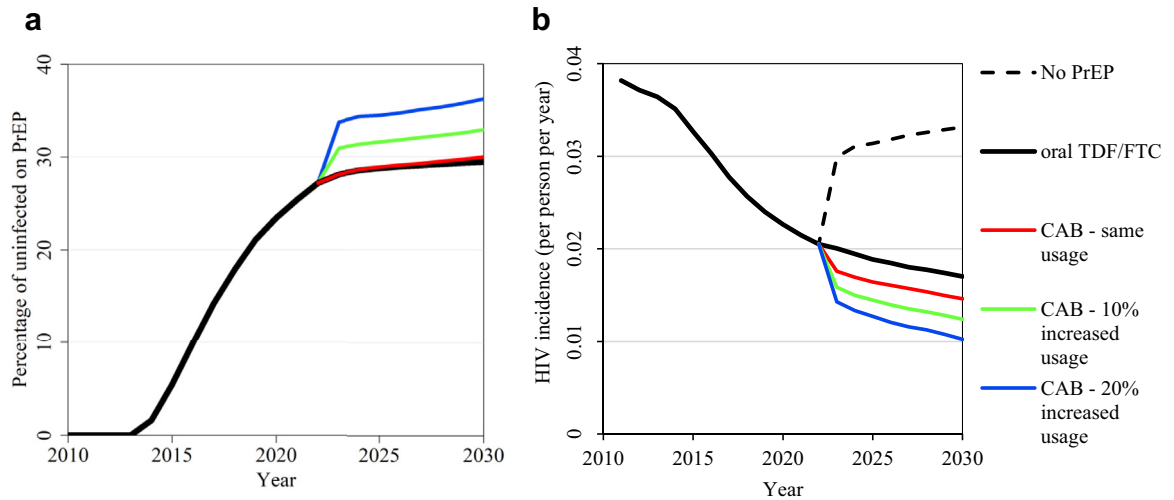 a
Percentage of uninfected on PrEP
40
30
20
10
0
2010 2015 2020 2025 2030
Year
b
HIV incidence (per person per year)
0.04
0.03
0.02
0.01
0
2010 2015 2020 2025 2030
Year
No PrEP
oral TDF/FTC
CAB - same
usage
CAB - 10%
increased
usage
CAB - 20%
increased
usage